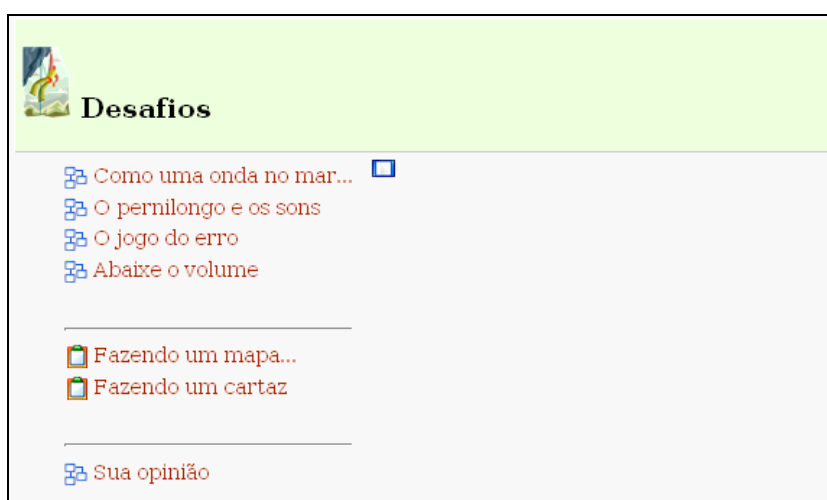 Desafios
Como uma onda no mar...
O pernilongo e os sons
O jogo do erro
Abaixe o volume
Fazendo um mapa...
Fazendo um cartaz
Sua opinião